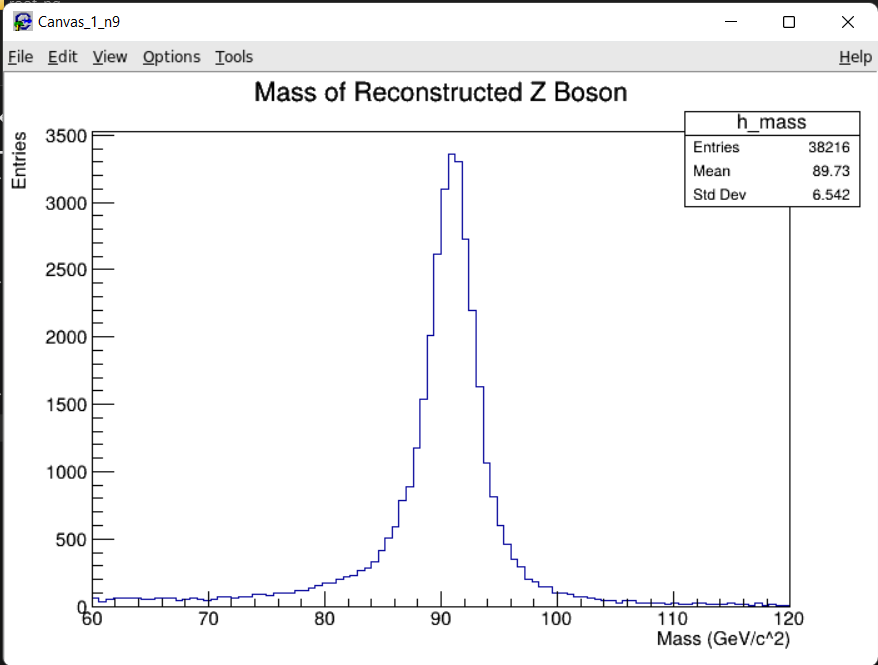 Canvas_1_n9
File Edit View Options Tools Help
Mass of Reconstructed Z Boson
h_mass
Entries 38216
Mean 89.73
Std Dev 6.542
Entries
3500
3000
2500
2000
1500
1000
500
0
60 70 80 90 100 110 120
Mass (GeV/c^2)